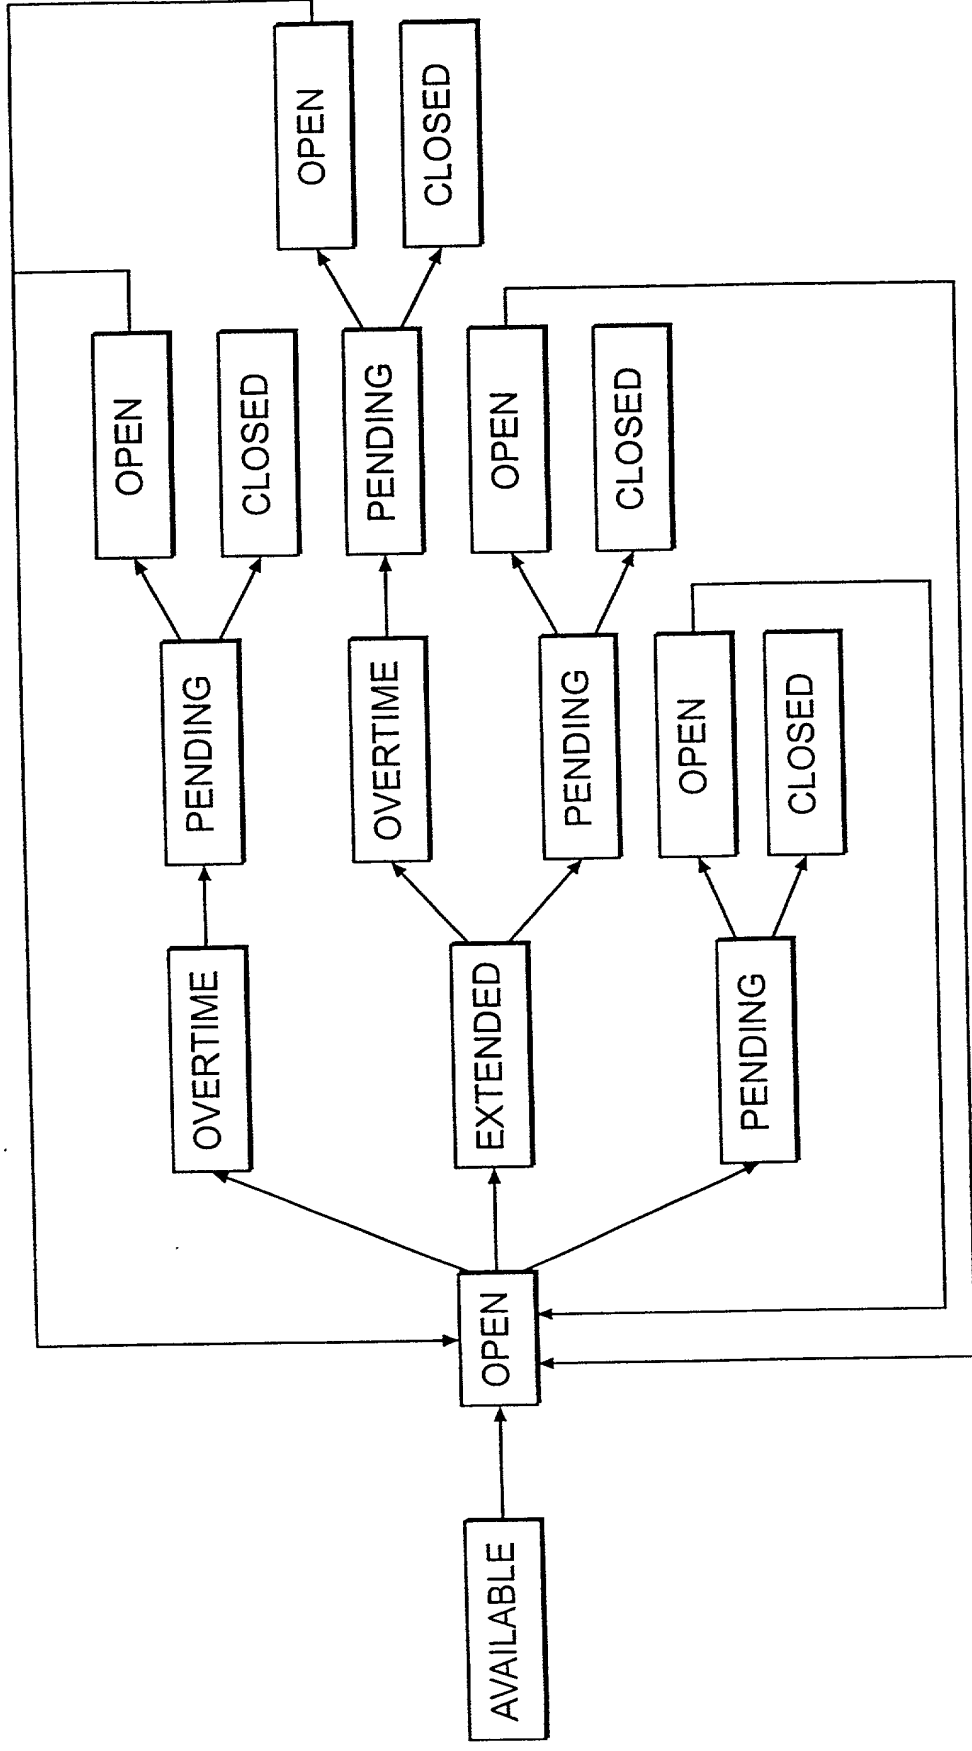 AVAILABLE
OPEN
OVERTIME
EXTENDED
PENDING
PENDING
OVERTIME
PENDING
OPEN
CLOSED
OPEN
CLOSED
PENDING
OPEN
CLOSED
OPEN
CLOSED